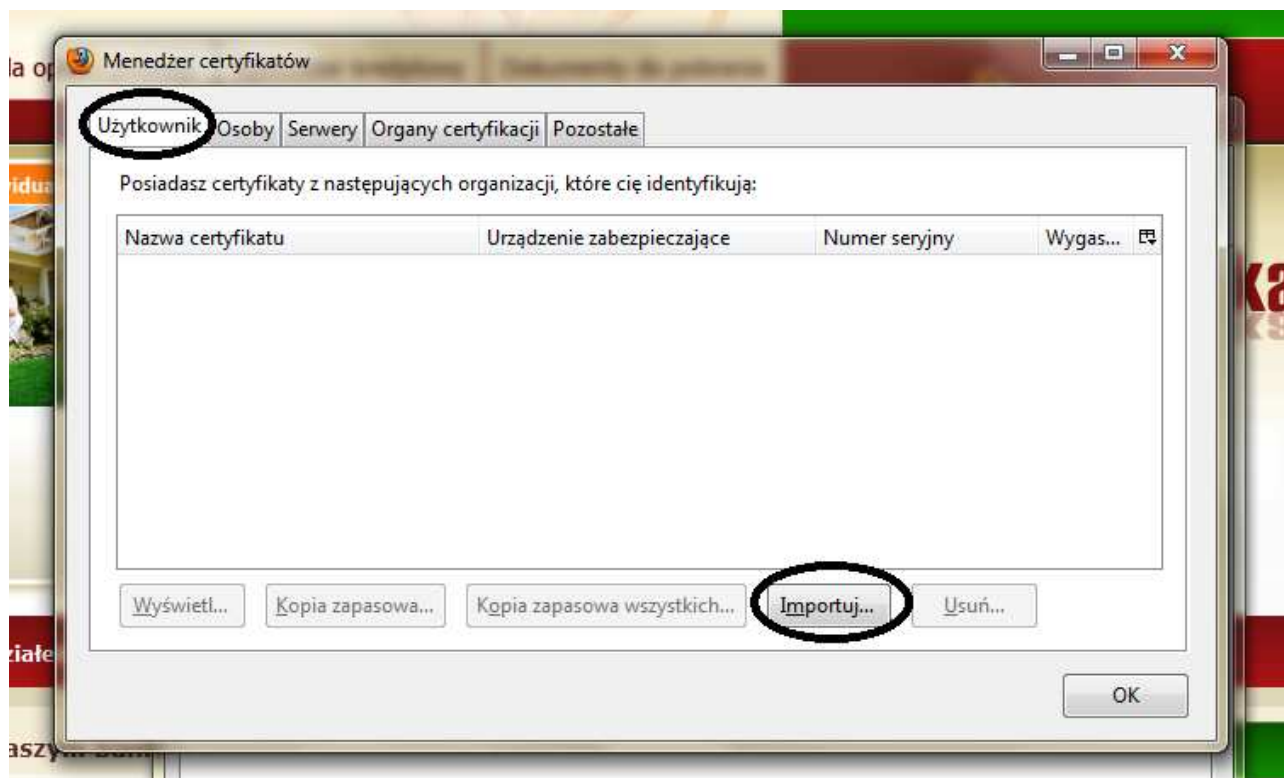 Menedżer certyfikatów
Użytkownik Osoby Serwery Organy certyfikacji Pozostałe
Posiadasz certyfikaty z następujących organizacji, które cię identyfikują:
Nazwa certyfikatu Urządzenie zabezpieczające Numer seryjny Wygas...
Wyświetl... Kopia zapasowa... Kopia zapasowa wszystkich... Importuj... Usuń...
OK